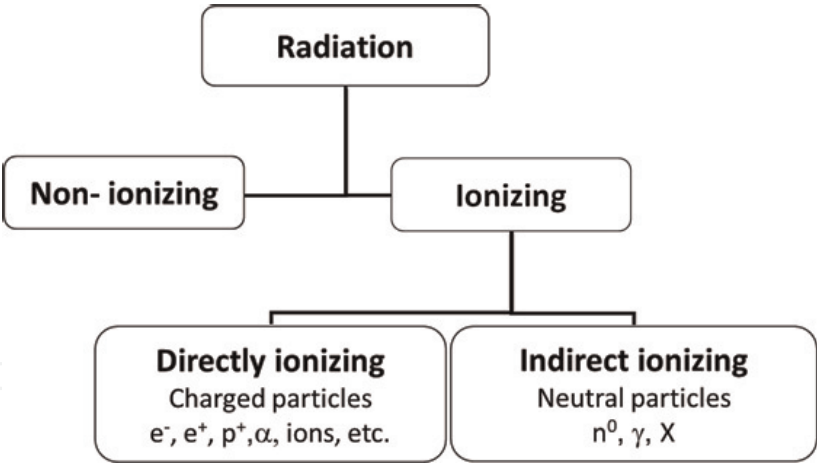 Radiation
Non- ionizing
Ionizing
Directly ionizing
Charged particles
e⁻, e⁺, p⁺,α, ions, etc.
Indirect ionizing
Neutral particles
n⁰, γ, X